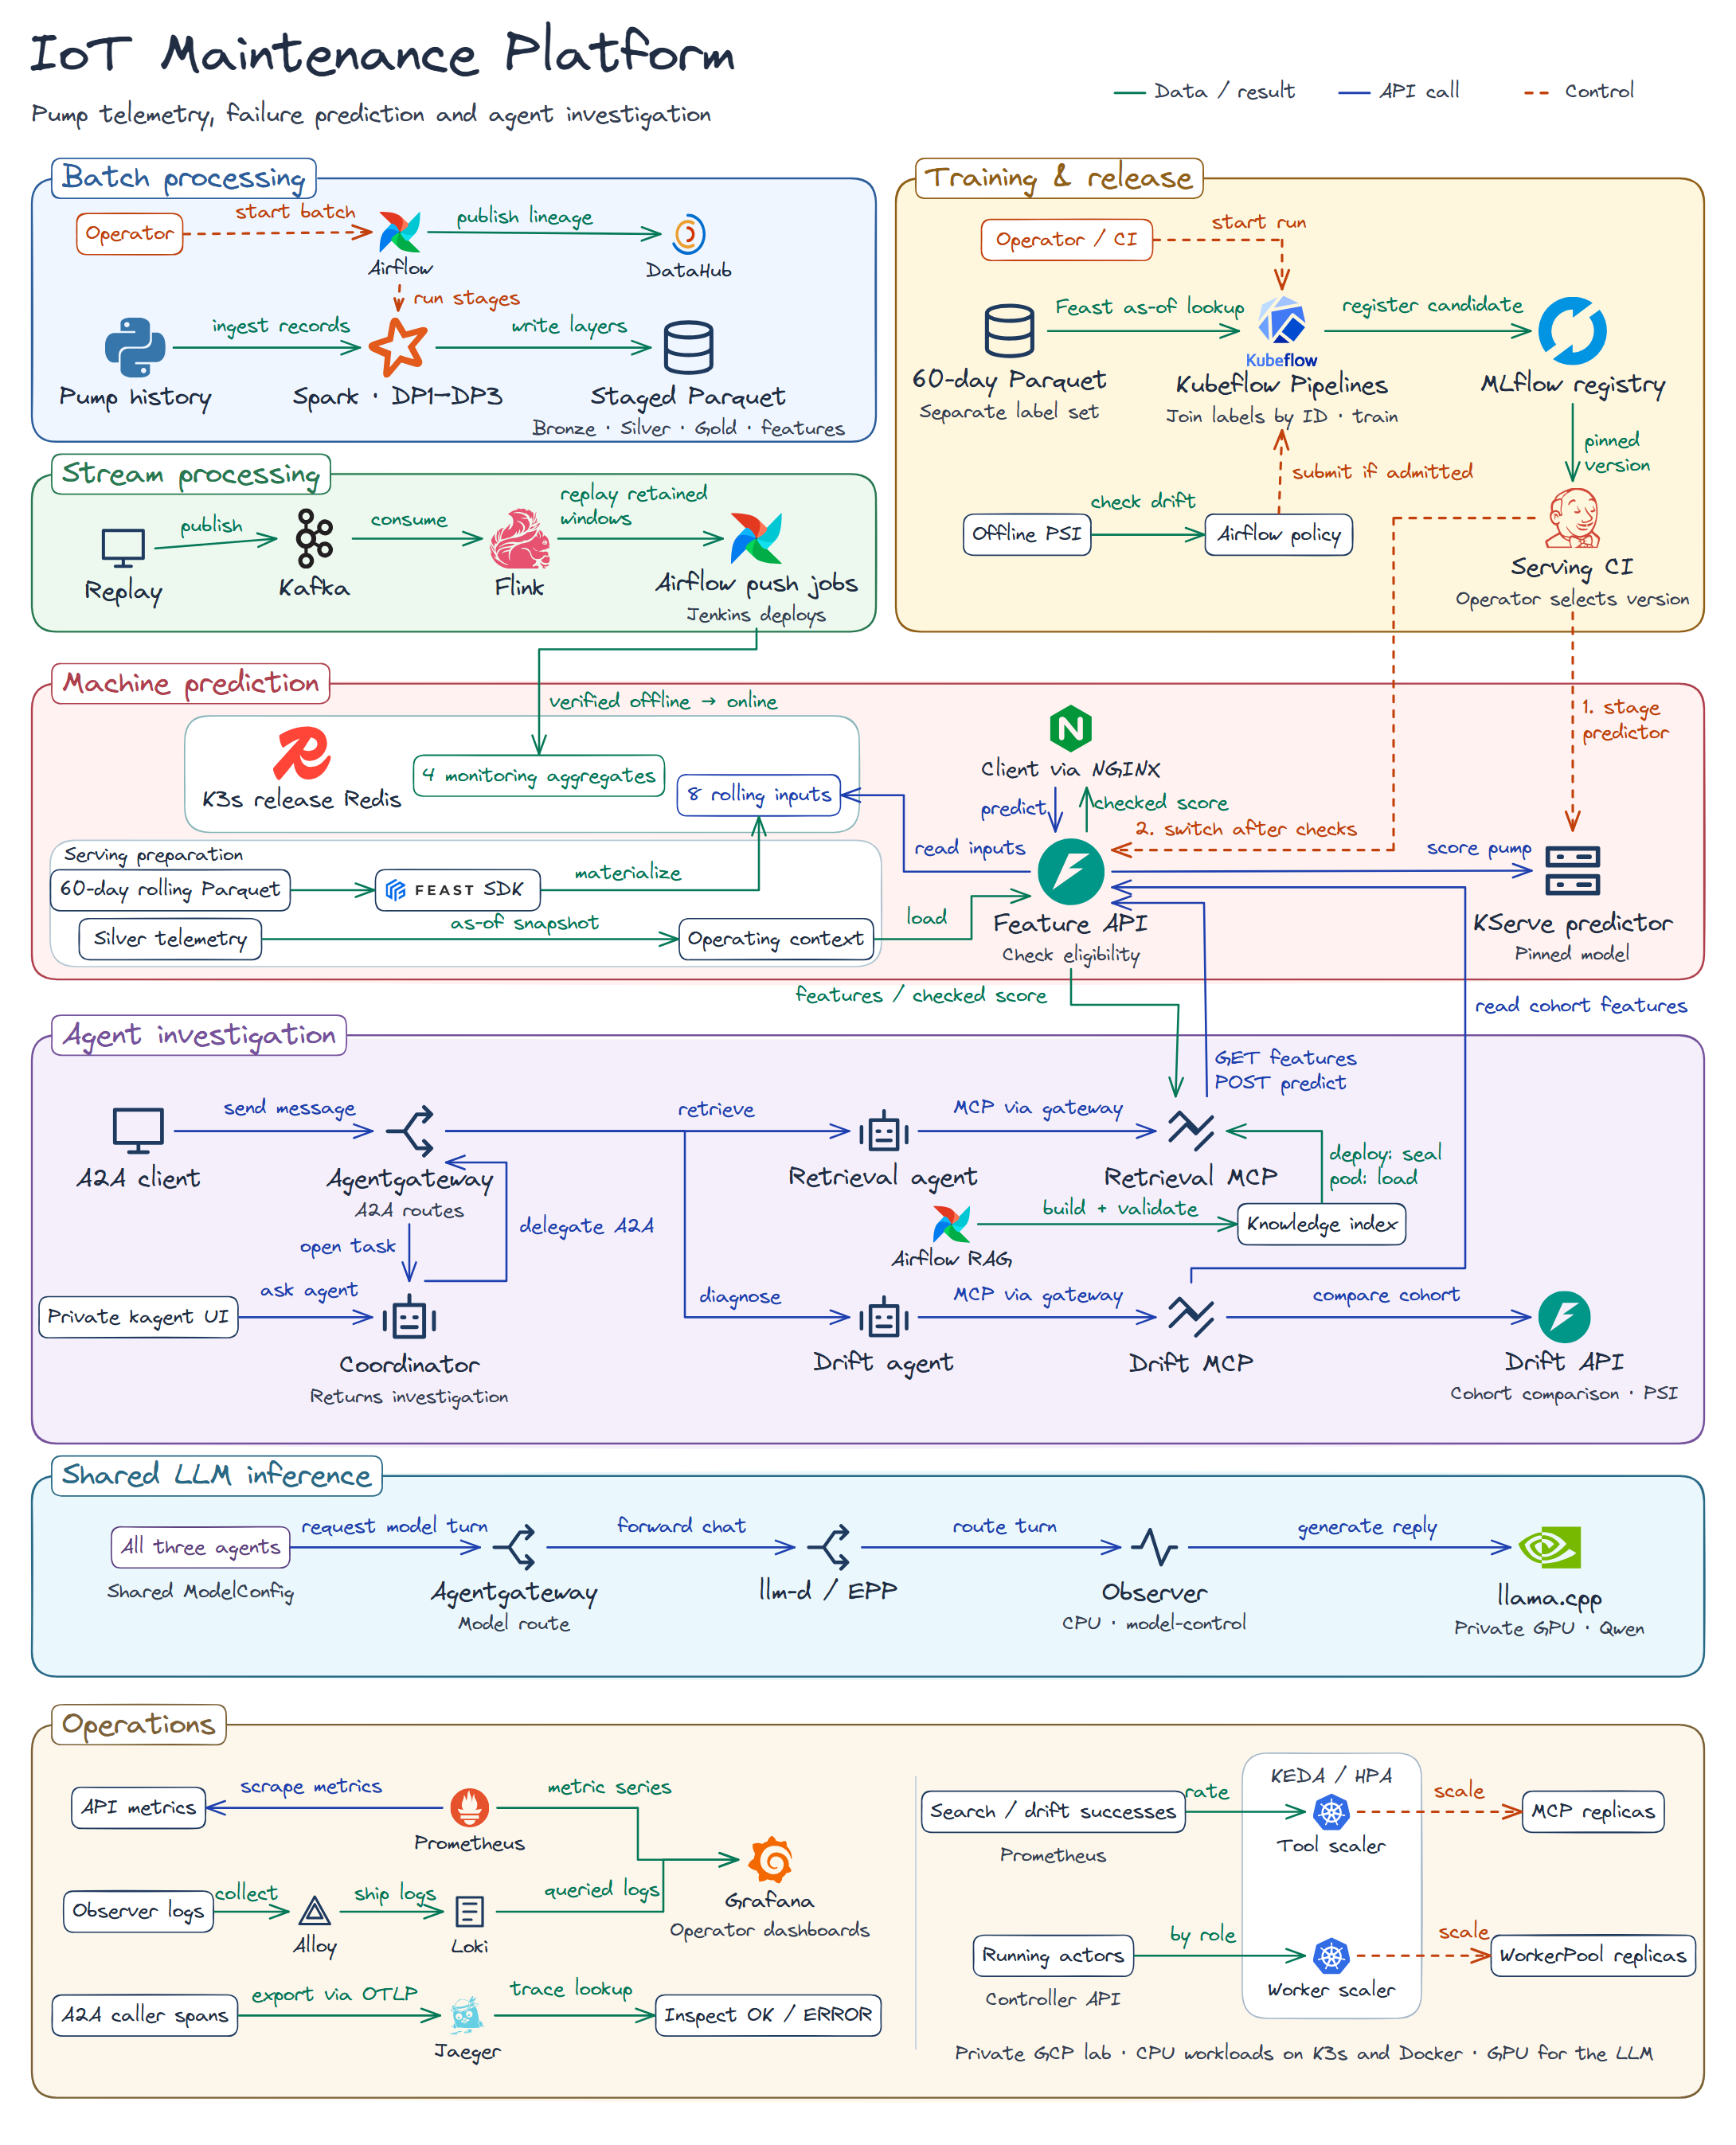 IoT Maintenance Platform
Pump telemetry, failure prediction and agent investigation
Data / result
API call
Control
Batch processing
Operator
start batch
Airflow
publish lineage
DataHub
run stages
Pump history
ingest records
Spark · DP1–DP3
write layers
Staged Parquet
Bronze · Silver · Gold · features
Training & release
Operator / CI
start run
60-day Parquet
Separate label set
Feast as-of lookup
Kubeflow
Kubeflow Pipelines
Join labels by ID · train
register candidate
MLflow registry
pinned
version
submit if admitted
Offline PSI
check drift
Airflow policy
Serving CI
Operator selects version
Stream processing
Replay
publish
Kafka
consume
Flink
replay retained
windows
Airflow push jobs
Jenkins deploys
Machine prediction
verified offline → online
K3s release Redis
4 monitoring aggregates
8 rolling inputs
Serving preparation
60-day rolling Parquet
FEAST SDK
materialize
Silver telemetry
as-of snapshot
Operating context
load
read inputs
Client via NGINX
predict
checked score
2. switch after checks
1. stage
predictor
Feature API
Check eligibility
score pump
KServe predictor
Pinned model
features / checked score
read cohort features
Agent investigation
GET features
POST predict
A2A client
send message
Agentgateway
A2A routes
retrieve
Retrieval agent
MCP via gateway
Retrieval MCP
deploy: seal
pod: load
open task
delegate A2A
Airflow RAG
build + validate
Knowledge index
Private kagent UI
ask agent
Coordinator
Returns investigation
diagnose
Drift agent
MCP via gateway
Drift MCP
compare cohort
Drift API
Cohort comparison · PSI
Shared LLM inference
All three agents
Shared ModelConfig
request model turn
Agentgateway
Model route
forward chat
llm-d / EPP
route turn
Observer
CPU · model-control
generate reply
llama.cpp
Private GPU · Qwen
Operations
API metrics
scrape metrics
Prometheus
metric series
Observer logs
collect
Alloy
ship logs
Loki
queried logs
Grafana
Operator dashboards
A2A caller spans
export via OTLP
Jaeger
trace lookup
Inspect OK / ERROR
Search / drift successes
Prometheus
rate
KEDA / HPA
Tool scaler
scale
MCP replicas
Running actors
Controller API
by role
Worker scaler
scale
WorkerPool replicas
Private GCP lab · CPU workloads on K3s and Docker · GPU for the LLM